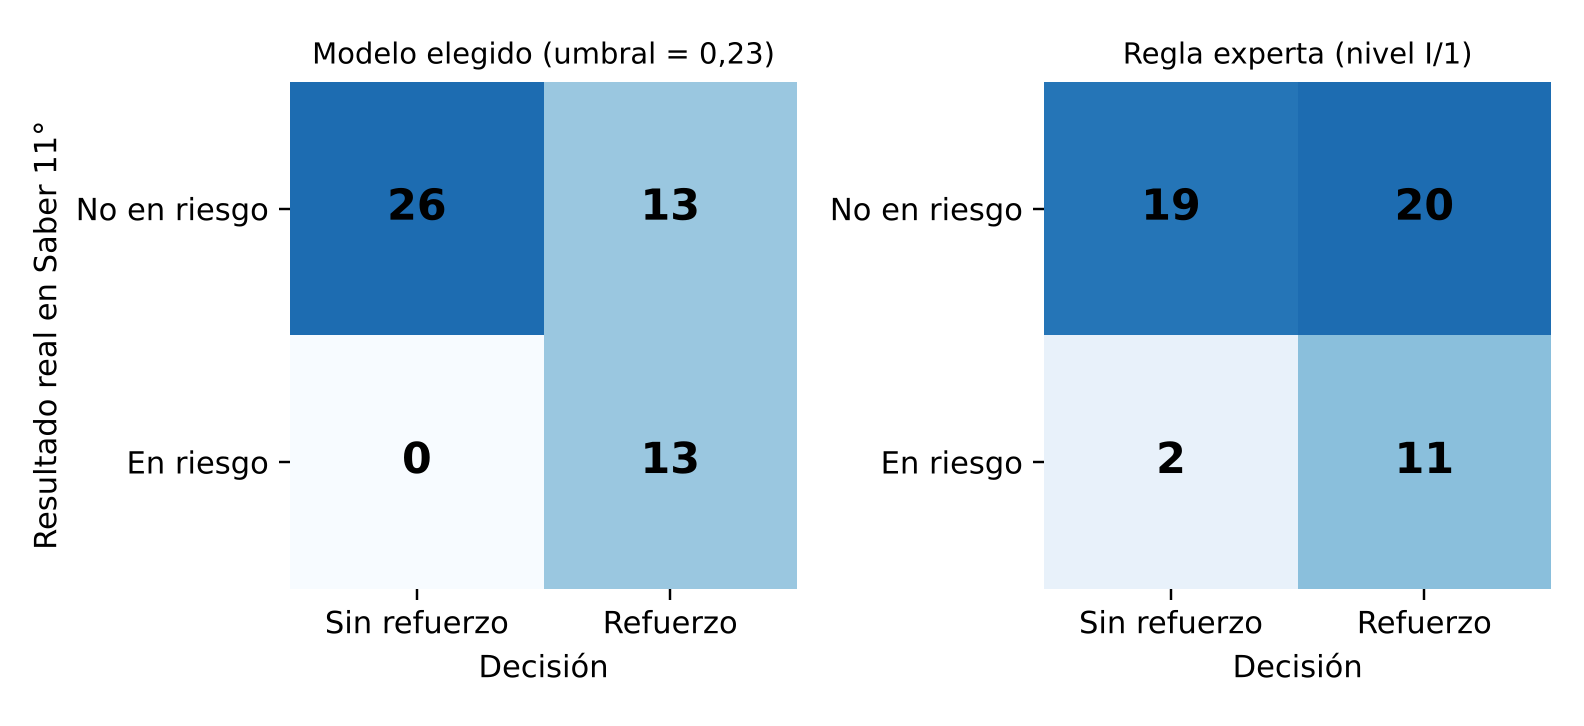 Modelo elegido (umbral = 0,23)
Resultado real en Saber 11°
No en riesgo
26
13
En riesgo
0
13
Sin refuerzo
Refuerzo
Decisión
Regla experta (nivel I/1)
No en riesgo
19
20
En riesgo
2
11
Sin refuerzo
Refuerzo
Decisión